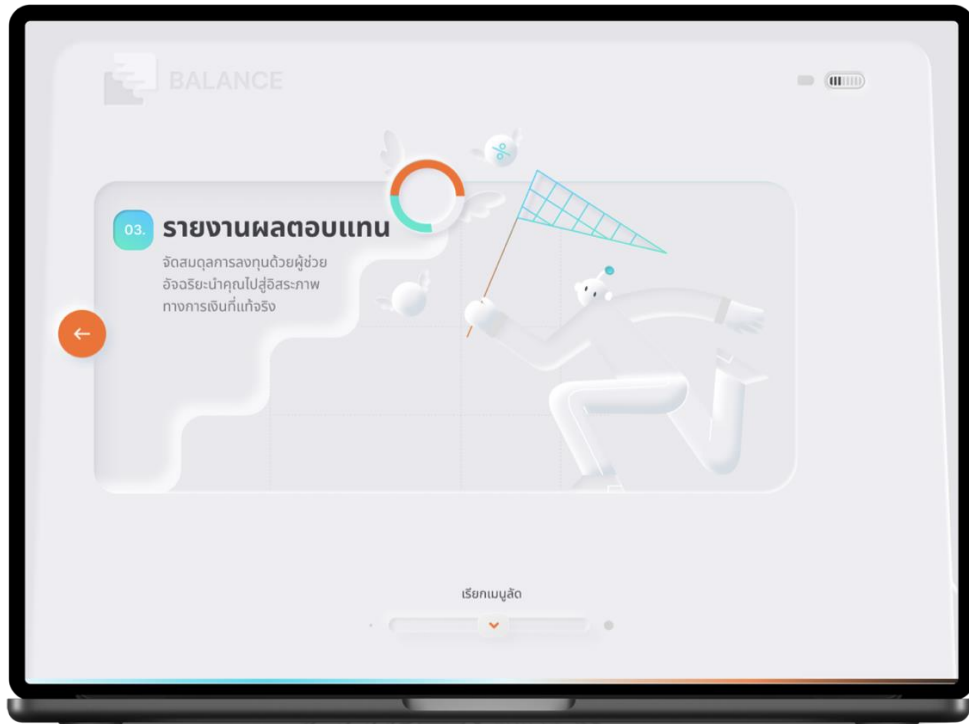 BALANCE
%
03.
รายงานผลตอบแทน
จัดสมดุลการลงทุนด้วยผู้ช่วย
อัจฉริยะนำคุณไปสู่อิสระภาพ
ทางการเงินที่แท้จริง
เรียกเมนูลัด